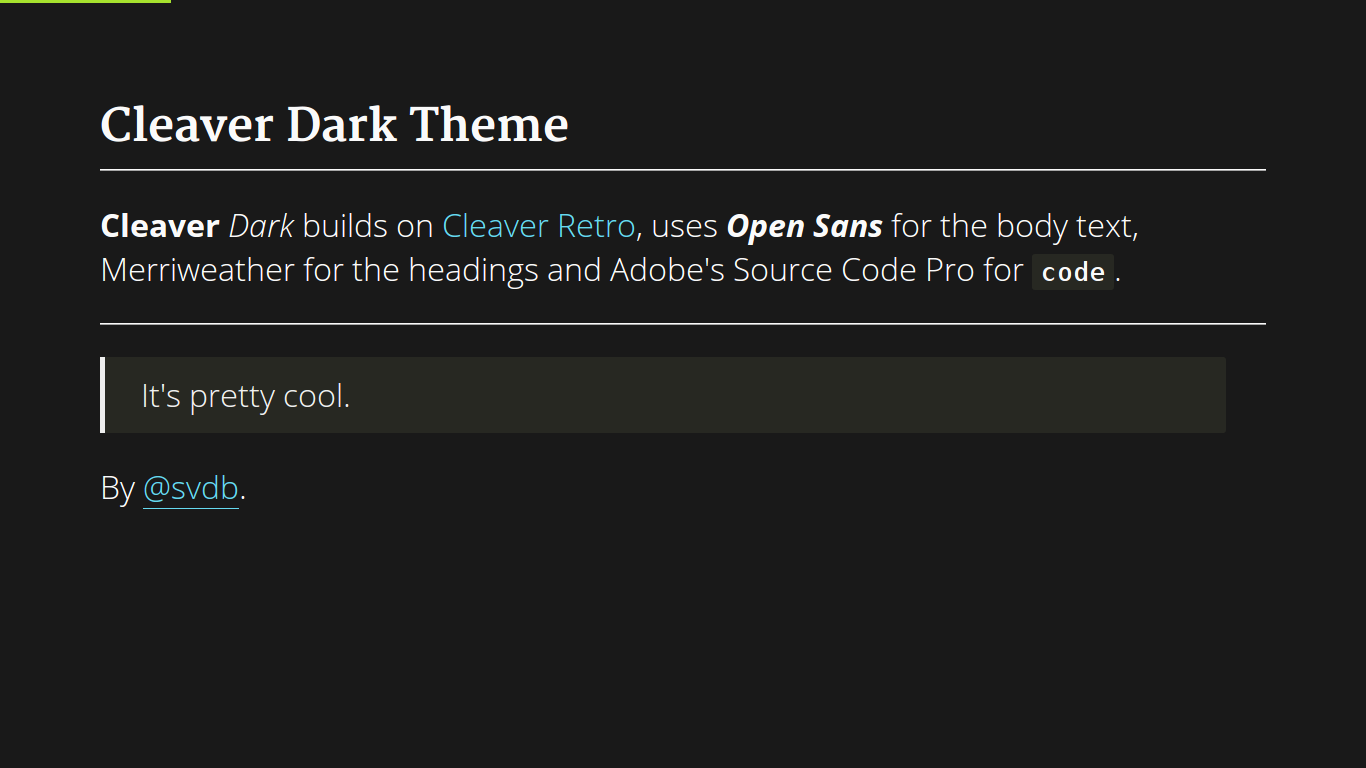 Cleaver Dark Theme
Cleaver Dark builds on Cleaver Retro, uses Open Sans for the body text,
Merriweather for the headings and Adobe's Source Code Pro for code.
It's pretty cool.
By @svdb.